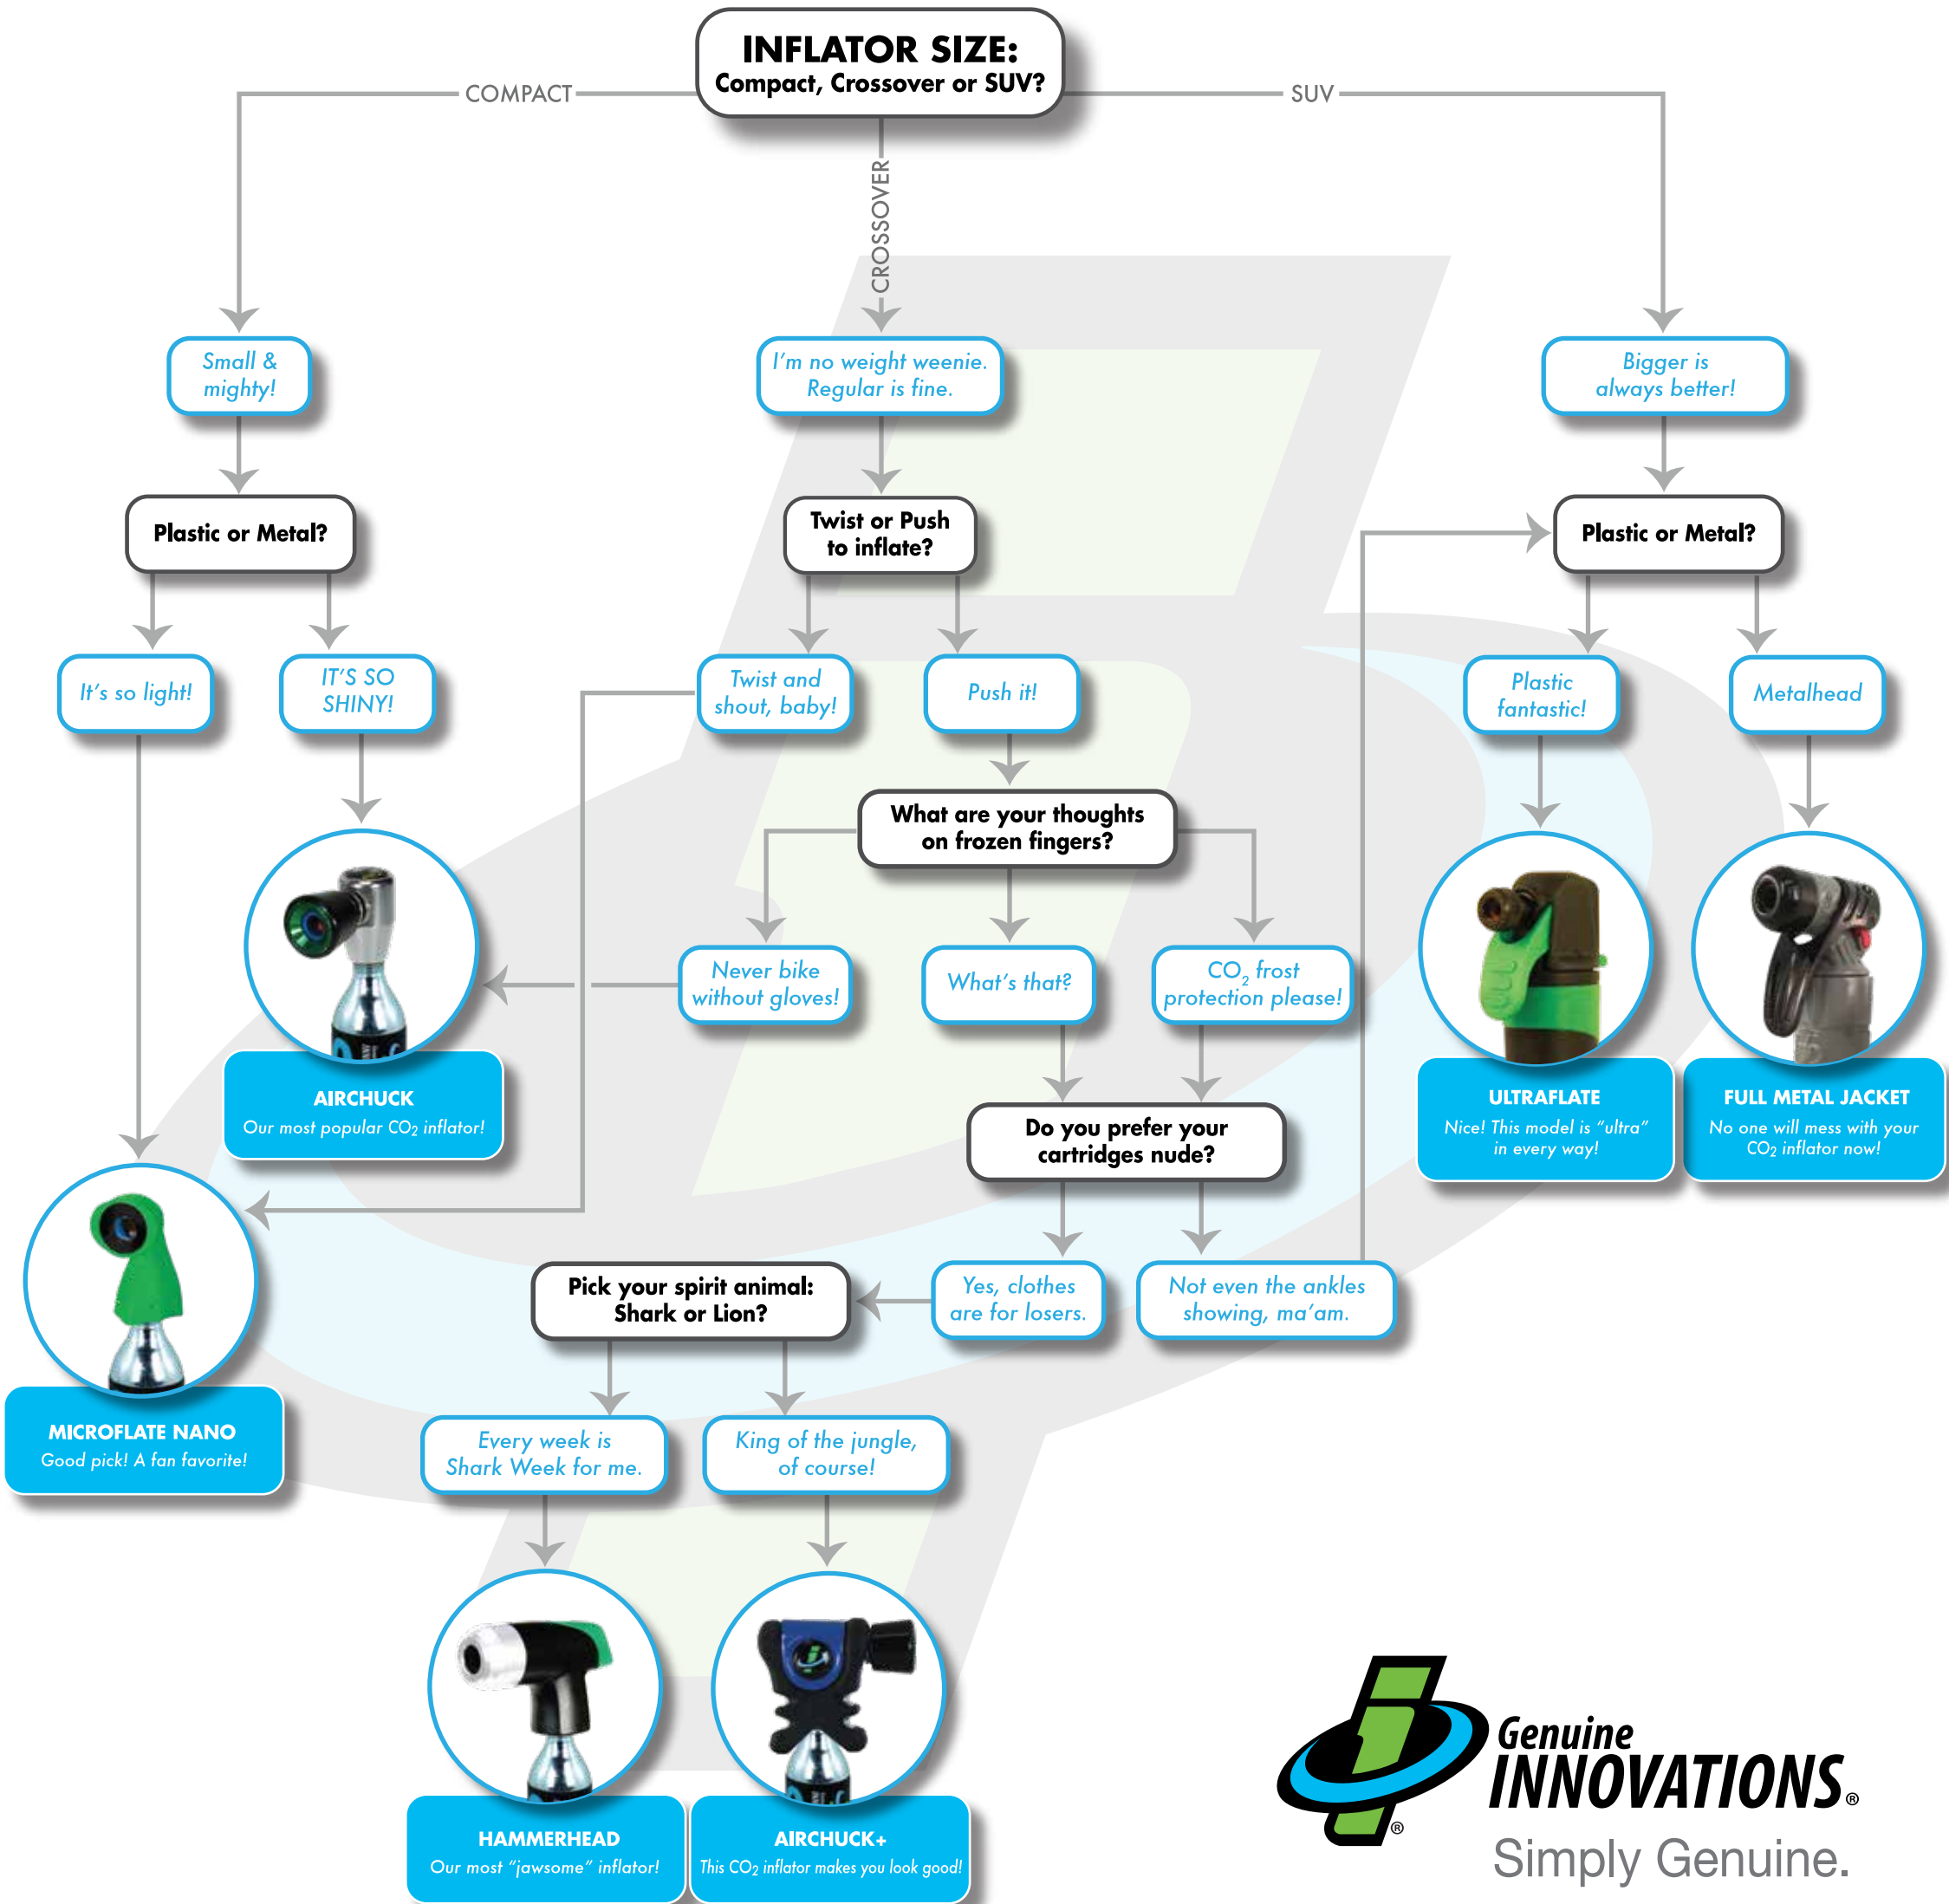 INFLATOR SIZE:
Compact, Crossover or SUV?
COMPACT
SUV
CROSSOVER
Small &
mighty!
I'm no weight weenie.
Regular is fine.
Bigger is
always better!
Plastic or Metal?
Twist or Push
to inflate?
Plastic or Metal?
It's so light!
IT'S SO
SHINY!
Twist and
shout, baby!
Push it!
Plastic
fantastic!
Metalhead
What are your thoughts
on frozen fingers?
Never bike
without gloves!
What's that?
CO₂ frost
protection please!
AIRCHUCK
Our most popular CO₂ inflator!
ULTRAFLATE
Nice! This model is “ultra”
in every way!
FULL METAL JACKET
No one will mess with your
CO₂ inflator now!
Do you prefer your
cartridges nude?
Pick your spirit animal:
Shark or Lion?
Yes, clothes
are for losers.
Not even the ankles
showing, ma‘am.
MICROFLATE NANO
Good pick! A fan favorite!
Every week is
Shark Week for me.
King of the jungle,
of course!
HAMMERHEAD
Our most “jawsome” inflator!
AIRCHUCK+
This CO₂ inflator makes you look good!
Genuine
INNOVATIONS®
®
Simply Genuine.